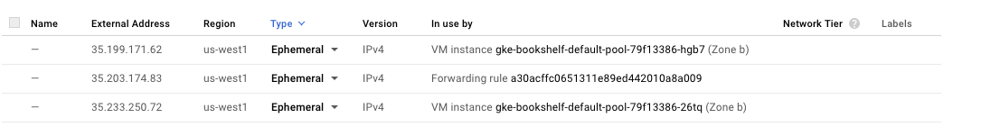 Name External Address Region Type Version In use by Network Tier ? Labels
— 35.199.171.62 us-west1 Ephemeral IPv4 VM instance gke-bookshelf-default-pool-79f13386-hgb7 (Zone b)
— 35.203.174.83 us-west1 Ephemeral IPv4 Forwarding rule a30acffc0651311e89ed442010a8a009
— 35.233.250.72 us-west1 Ephemeral IPv4 VM instance gke-bookshelf-default-pool-79f13386-26tq (Zone b)